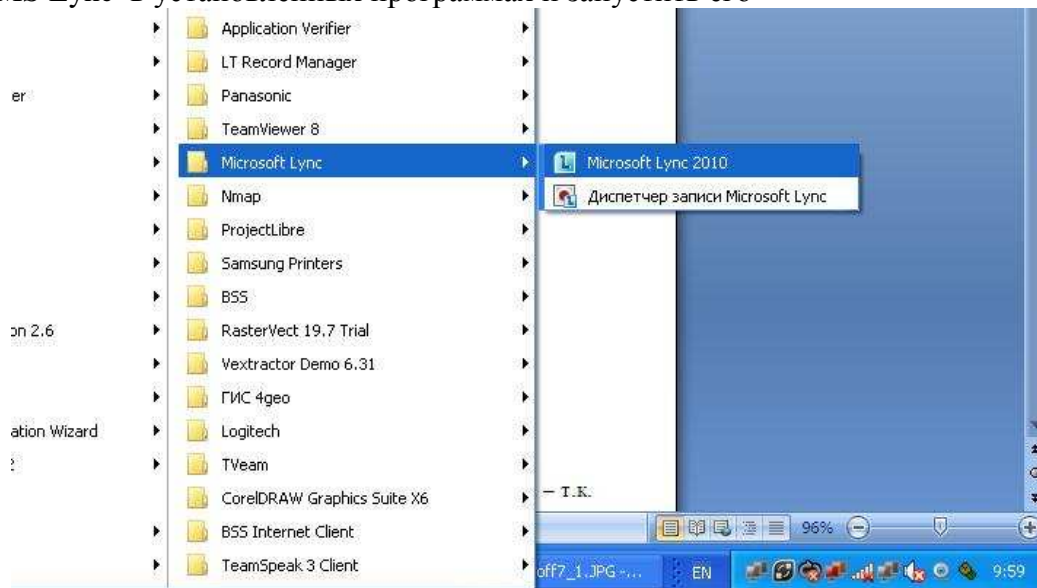 MS Lync в установленных программах и запустить его
Application Verifier
LT Record Manager
er
Panasonic
TeamViewer 8
Microsoft Lync
Microsoft Lync 2010
Nmap
Диспетчер записи Microsoft Lync
ProjectLibre
Samsung Printers
BSS
on 2.6
RasterVect 19.7 Trial
Vextractor Demo 6.31
ГИС 4geo
ation Wizard
Logitech
TVeam
CorelDRAW Graphics Suite X6
– т.к.
BSS Internet Client
96%
TeamSpeak 3 Client
off7_1.JPG -...
EN
9:59